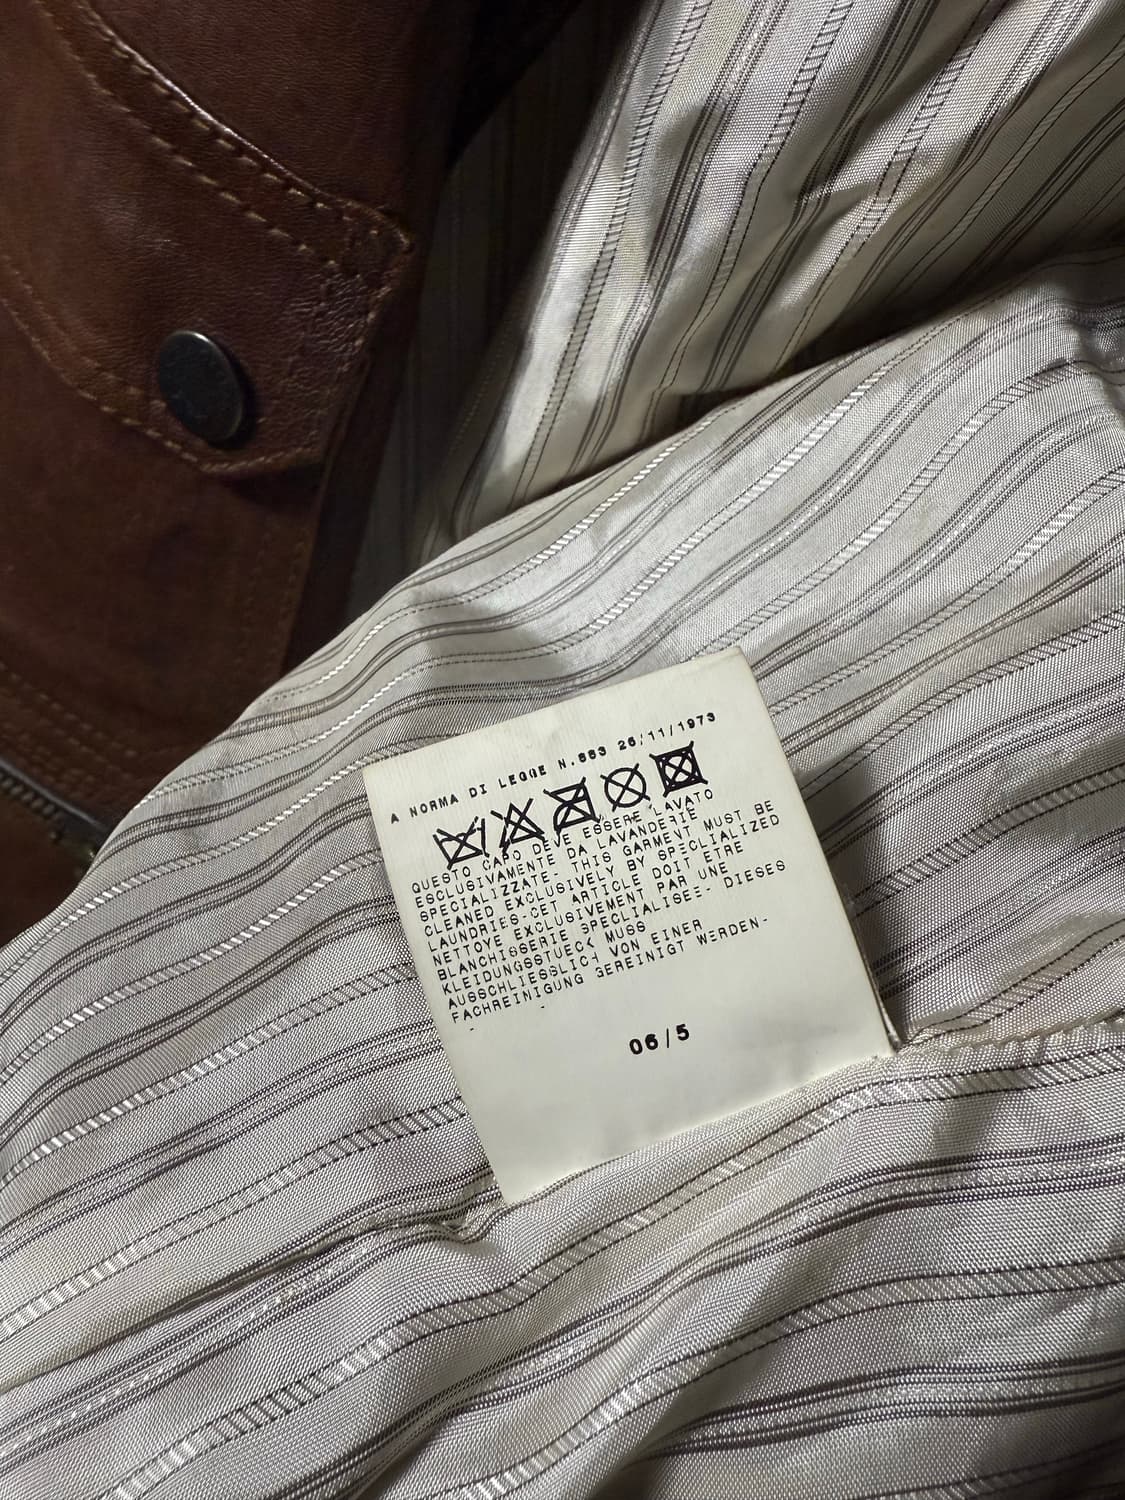 A NORMA DI LEGGE N.883 26/11/1973
QUESTO CAPO DEVE ESSERE LAVATO
ESCLUSIVAMENTE DA LAVANDERIE
SPECIALIZZATE- THIS GARMENT MUST BE
CLEANED EXCLUSIVELY BY SPECLIALIZED
LAUNDRIES-CET ARTICLE DOIT ETRE
NETTOYE EXCLUSIVEMENT PAR UNE
BLANCHISSERIE SPECLIALISEE- DIESES
KLEIDUNGSSTUECK MUSS
AUSSCHLIESSLICH VON EINER
FACHREINIGUNG GEREINIGT WERDEN-
06/5